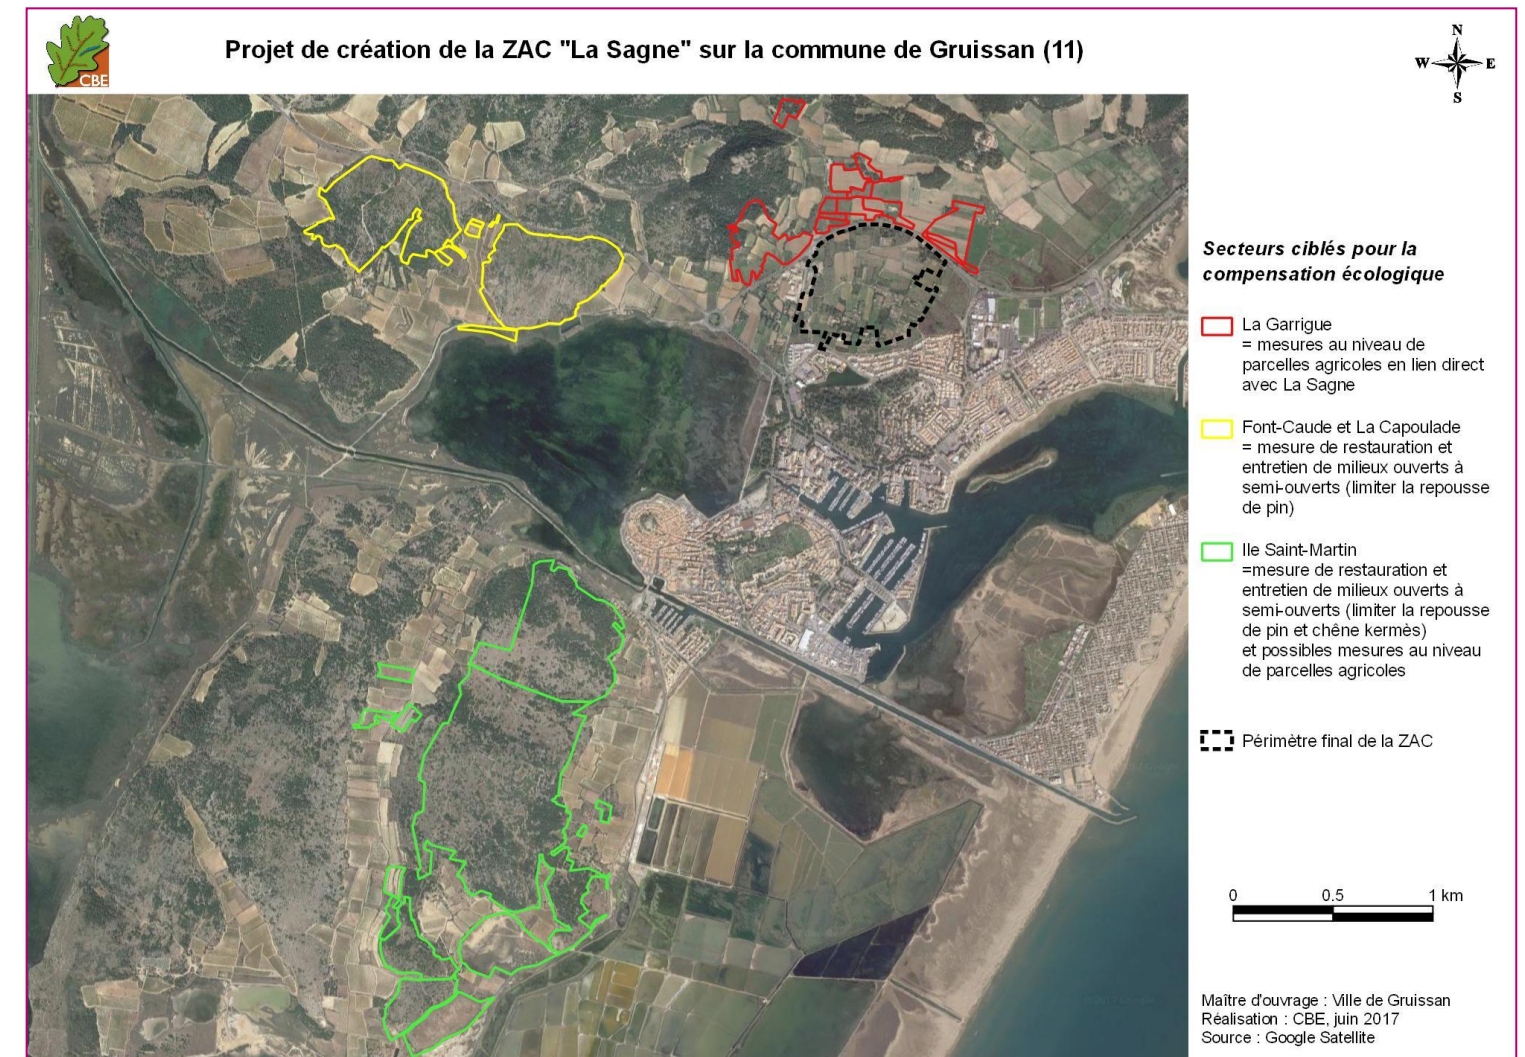 CBE
Projet de création de la ZAC "La Sagne" sur la commune de Gruissan (11)
N
W E
S
Secteurs ciblés pour la
compensation écologique
La Garrigue
= mesures au niveau de
parcelles agricoles en lien direct
avec La Sagne
Font-Caude et La Capoulade
= mesure de restauration et
entretien de milieux ouverts à
semi-ouverts (limiter la repousse
de pin)
Ile Saint-Martin
=mesure de restauration et
entretien de milieux ouverts à
semi-ouverts (limiter la repousse
de pin et chêne kermès)
et possibles mesures au niveau
de parcelles agricoles
Périmètre final de la ZAC
0 0.5 1 km
Maître d'ouvrage : Ville de Gruissan
Réalisation : CBE, juin 2017
Source : Google Satellite